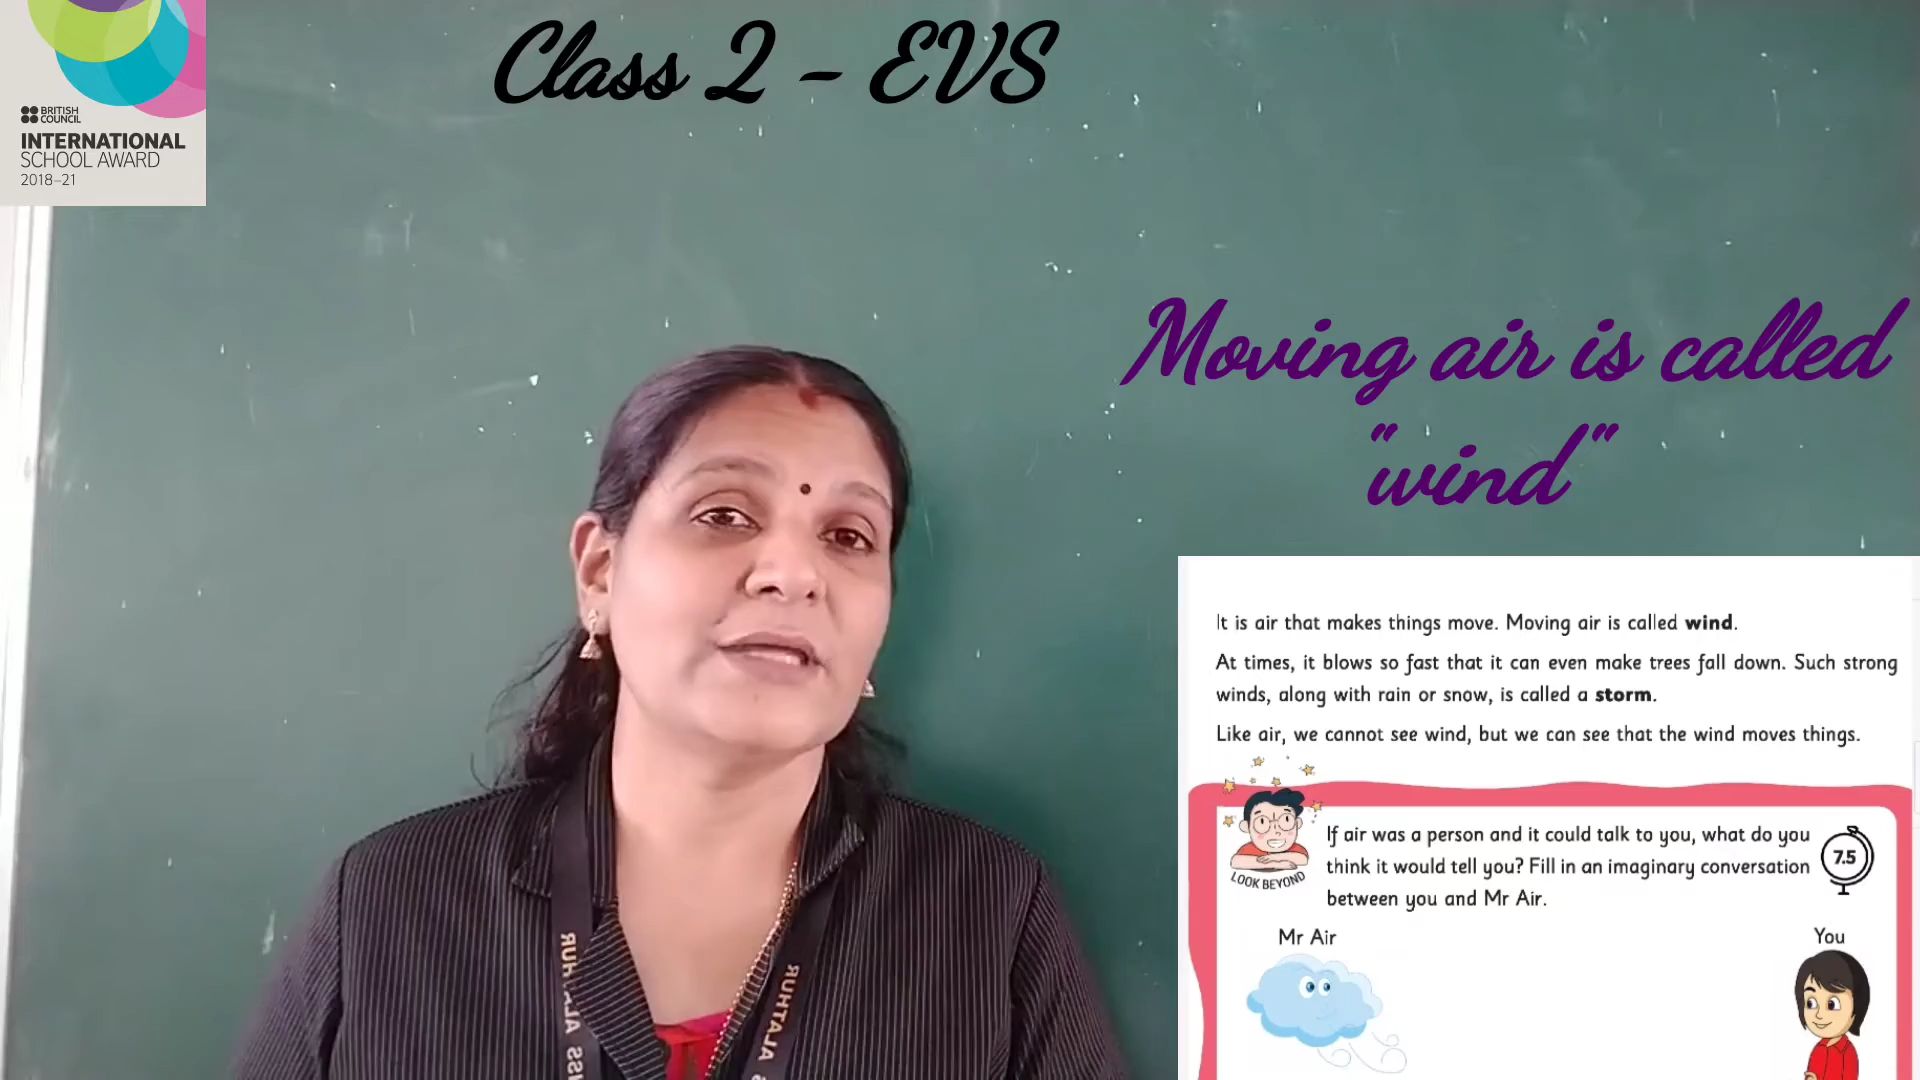 Class 2 - EVS
BRITISH
COUNCIL
INTERNATIONAL
SCHOOL AWARD
2018–21
Moving air is called
"wind"
It is air that makes things move. Moving air is called wind.
At times, it blows so fast that it can even make trees fall down. Such strong
winds, along with rain or snow, is called a storm.
Like air, we cannot see wind, but we can see that the wind moves things.
If air was a person and it could talk to you, what do you
think it would tell you? Fill in an imaginary conversation
between you and Mr Air.
LOOK BEYOND
7.5
Mr Air
You
ALATHUR
ALATHUR